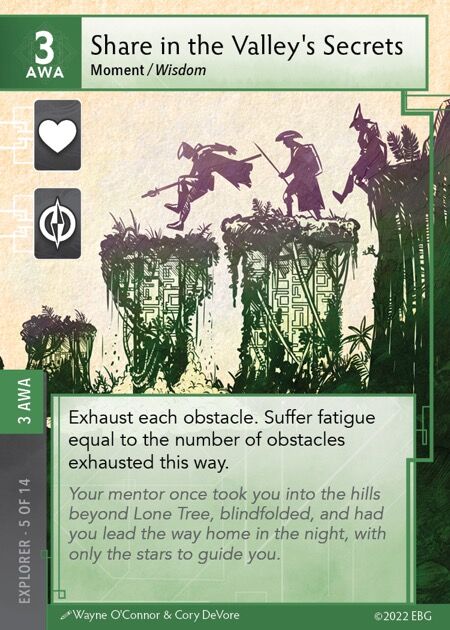 3
AWA
Share in the Valley's Secrets
Moment / Wisdom
3 AWA
EXPLORER - 5 OF 14
Exhaust each obstacle. Suffer fatigue
equal to the number of obstacles
exhausted this way.
Your mentor once took you into the hills
beyond Lone Tree, blindfolded, and had
you lead the way home in the night, with
only the stars to guide you.
Wayne O'Connor & Cory DeVore
©2022 EBG